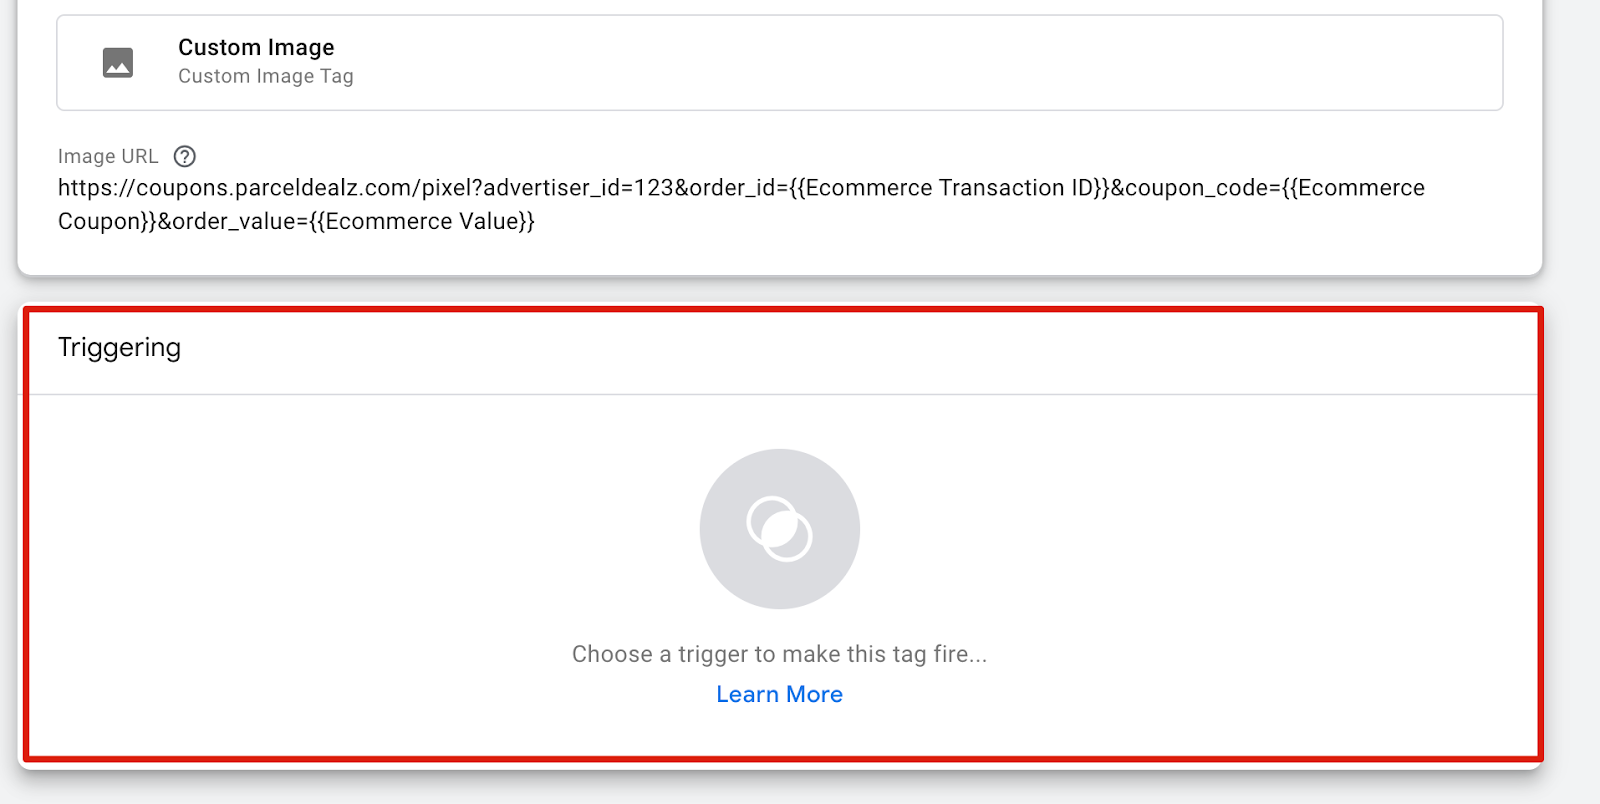 Custom Image
Custom Image Tag
Image URL
https://coupons.parceldealz.com/pixel?advertiser_id=123&order_id={{Ecommerce Transaction ID}}&coupon_code={{Ecommerce
Coupon}}&order_value={{Ecommerce Value}}
Triggering
Choose a trigger to make this tag fire...
Learn More